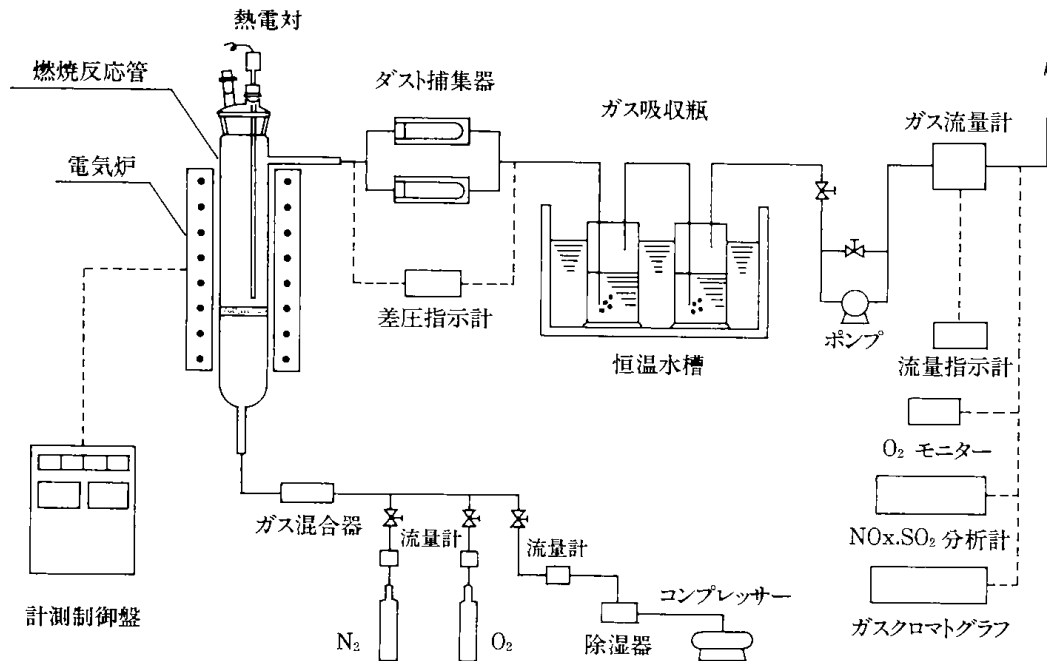 熱電対
燃焼反応管
ダスト捕集器
ガス吸収瓶
ガス流量計
電気炉
差圧指示計
恒温水槽
ポンプ
流量指示計
O₂ モニター
ガス混合器
流量計
流量計
NOx.SO₂ 分析計
計測制御盤
N₂
O₂
除湿器
コンプレッサー
ガスクロマトグラフ